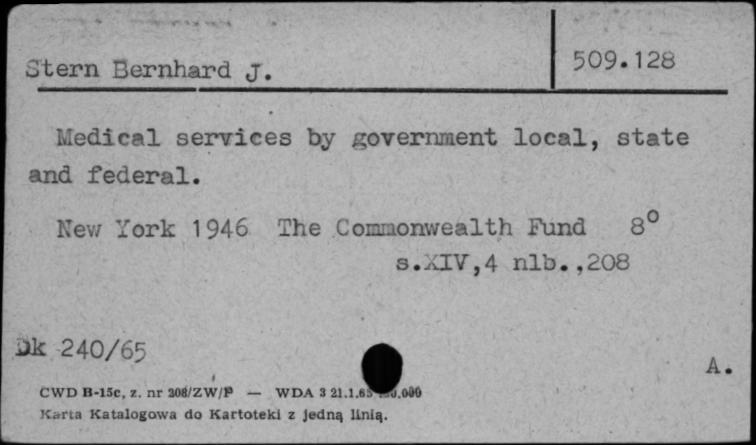 Stern Bernhard J.
509.128
Medical services by government local, state
and federal.
New York 1946 The Commonwealth Fund 8°
s.XIV,4 nlb.,208
Dk 240/65
A.
CWD B-15c, z. nr 208/ZW/P — WDA 3 21.1.65
Karta Katalogowa do Kartoteki z jedną linią.